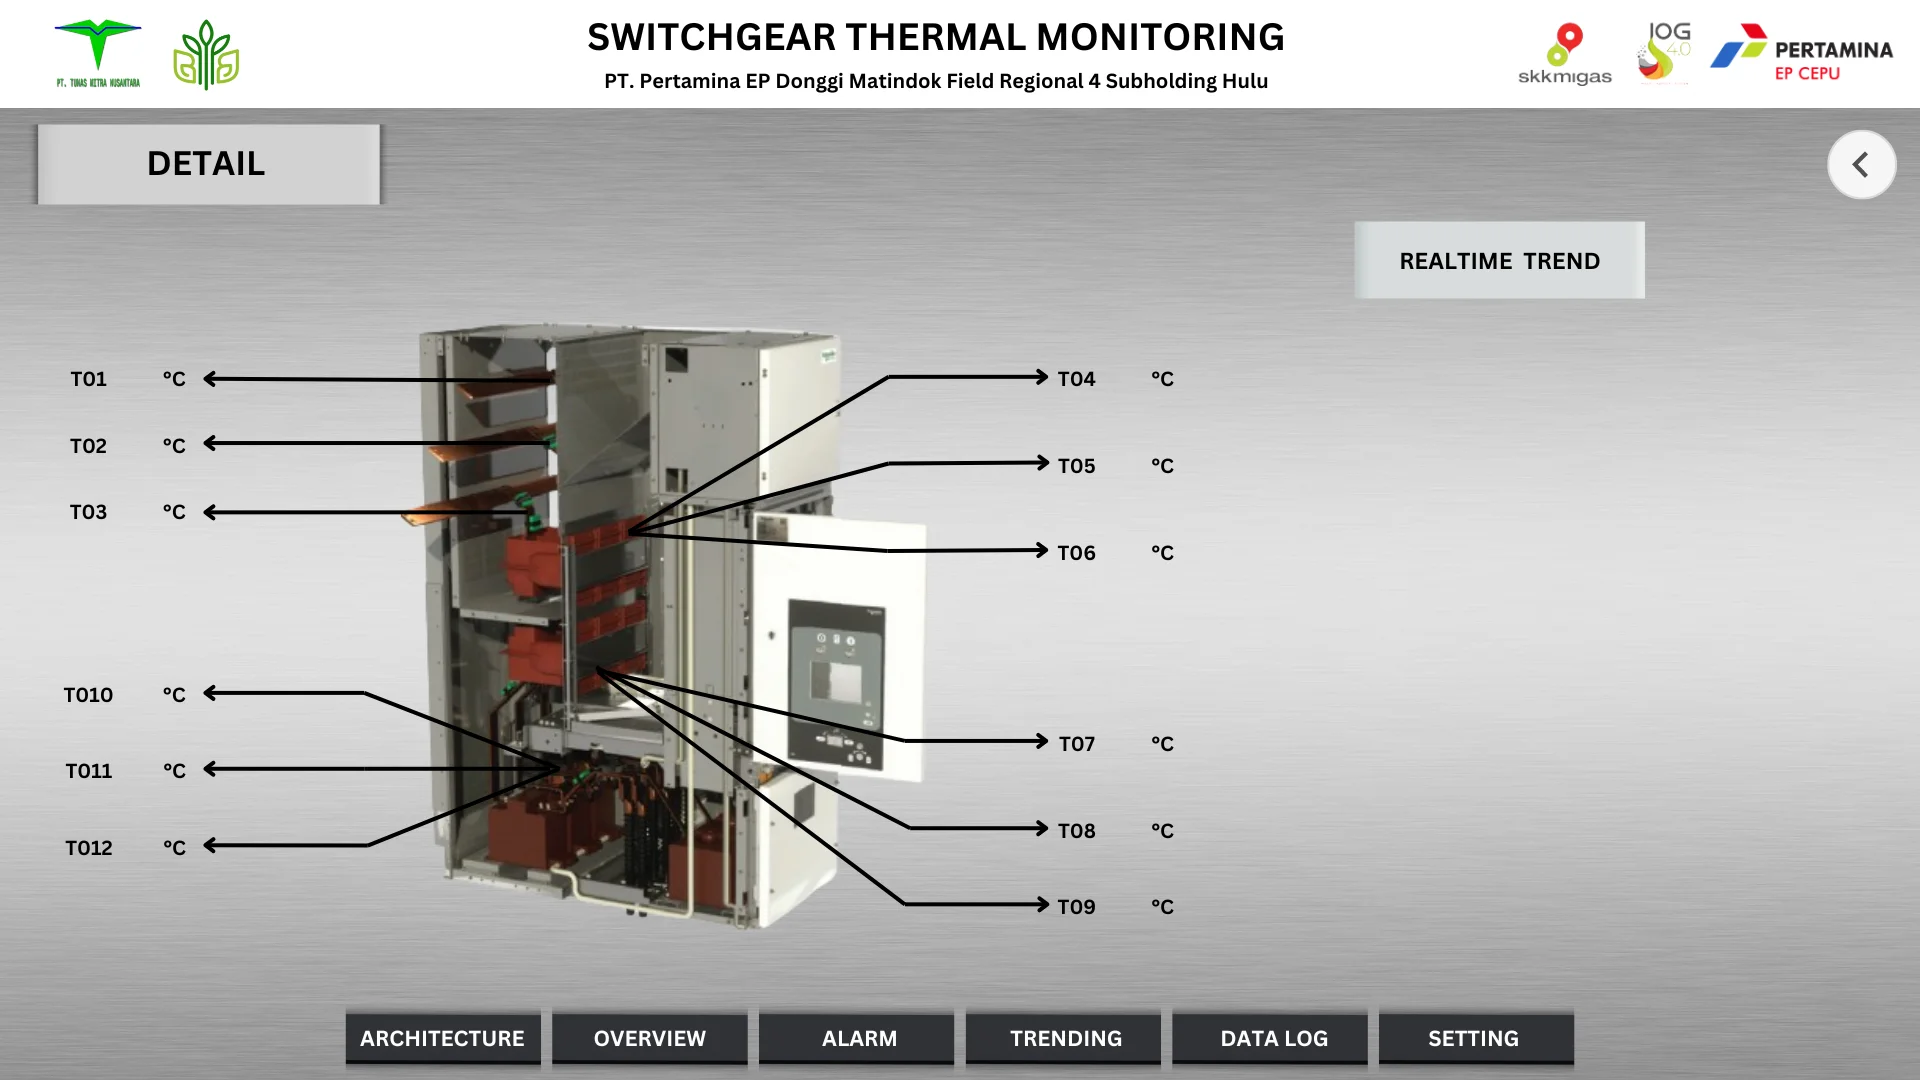 SWITCHGEAR THERMAL MONITORING
PT. Pertamina EP Donggi Matindok Field Regional 4 Subholding Hulu
PT. TUNAS MITRA NUSANTARA
skkmigas
IOG
4.0
PERTAMINA
EP CEPU
DETAIL
REALTIME TREND
T01 °C
T02 °C
T03 °C
T04 °C
T05 °C
T06 °C
T010 °C
T011 °C
T012 °C
T07 °C
T08 °C
T09 °C
ARCHITECTURE
OVERVIEW
ALARM
TRENDING
DATA LOG
SETTING